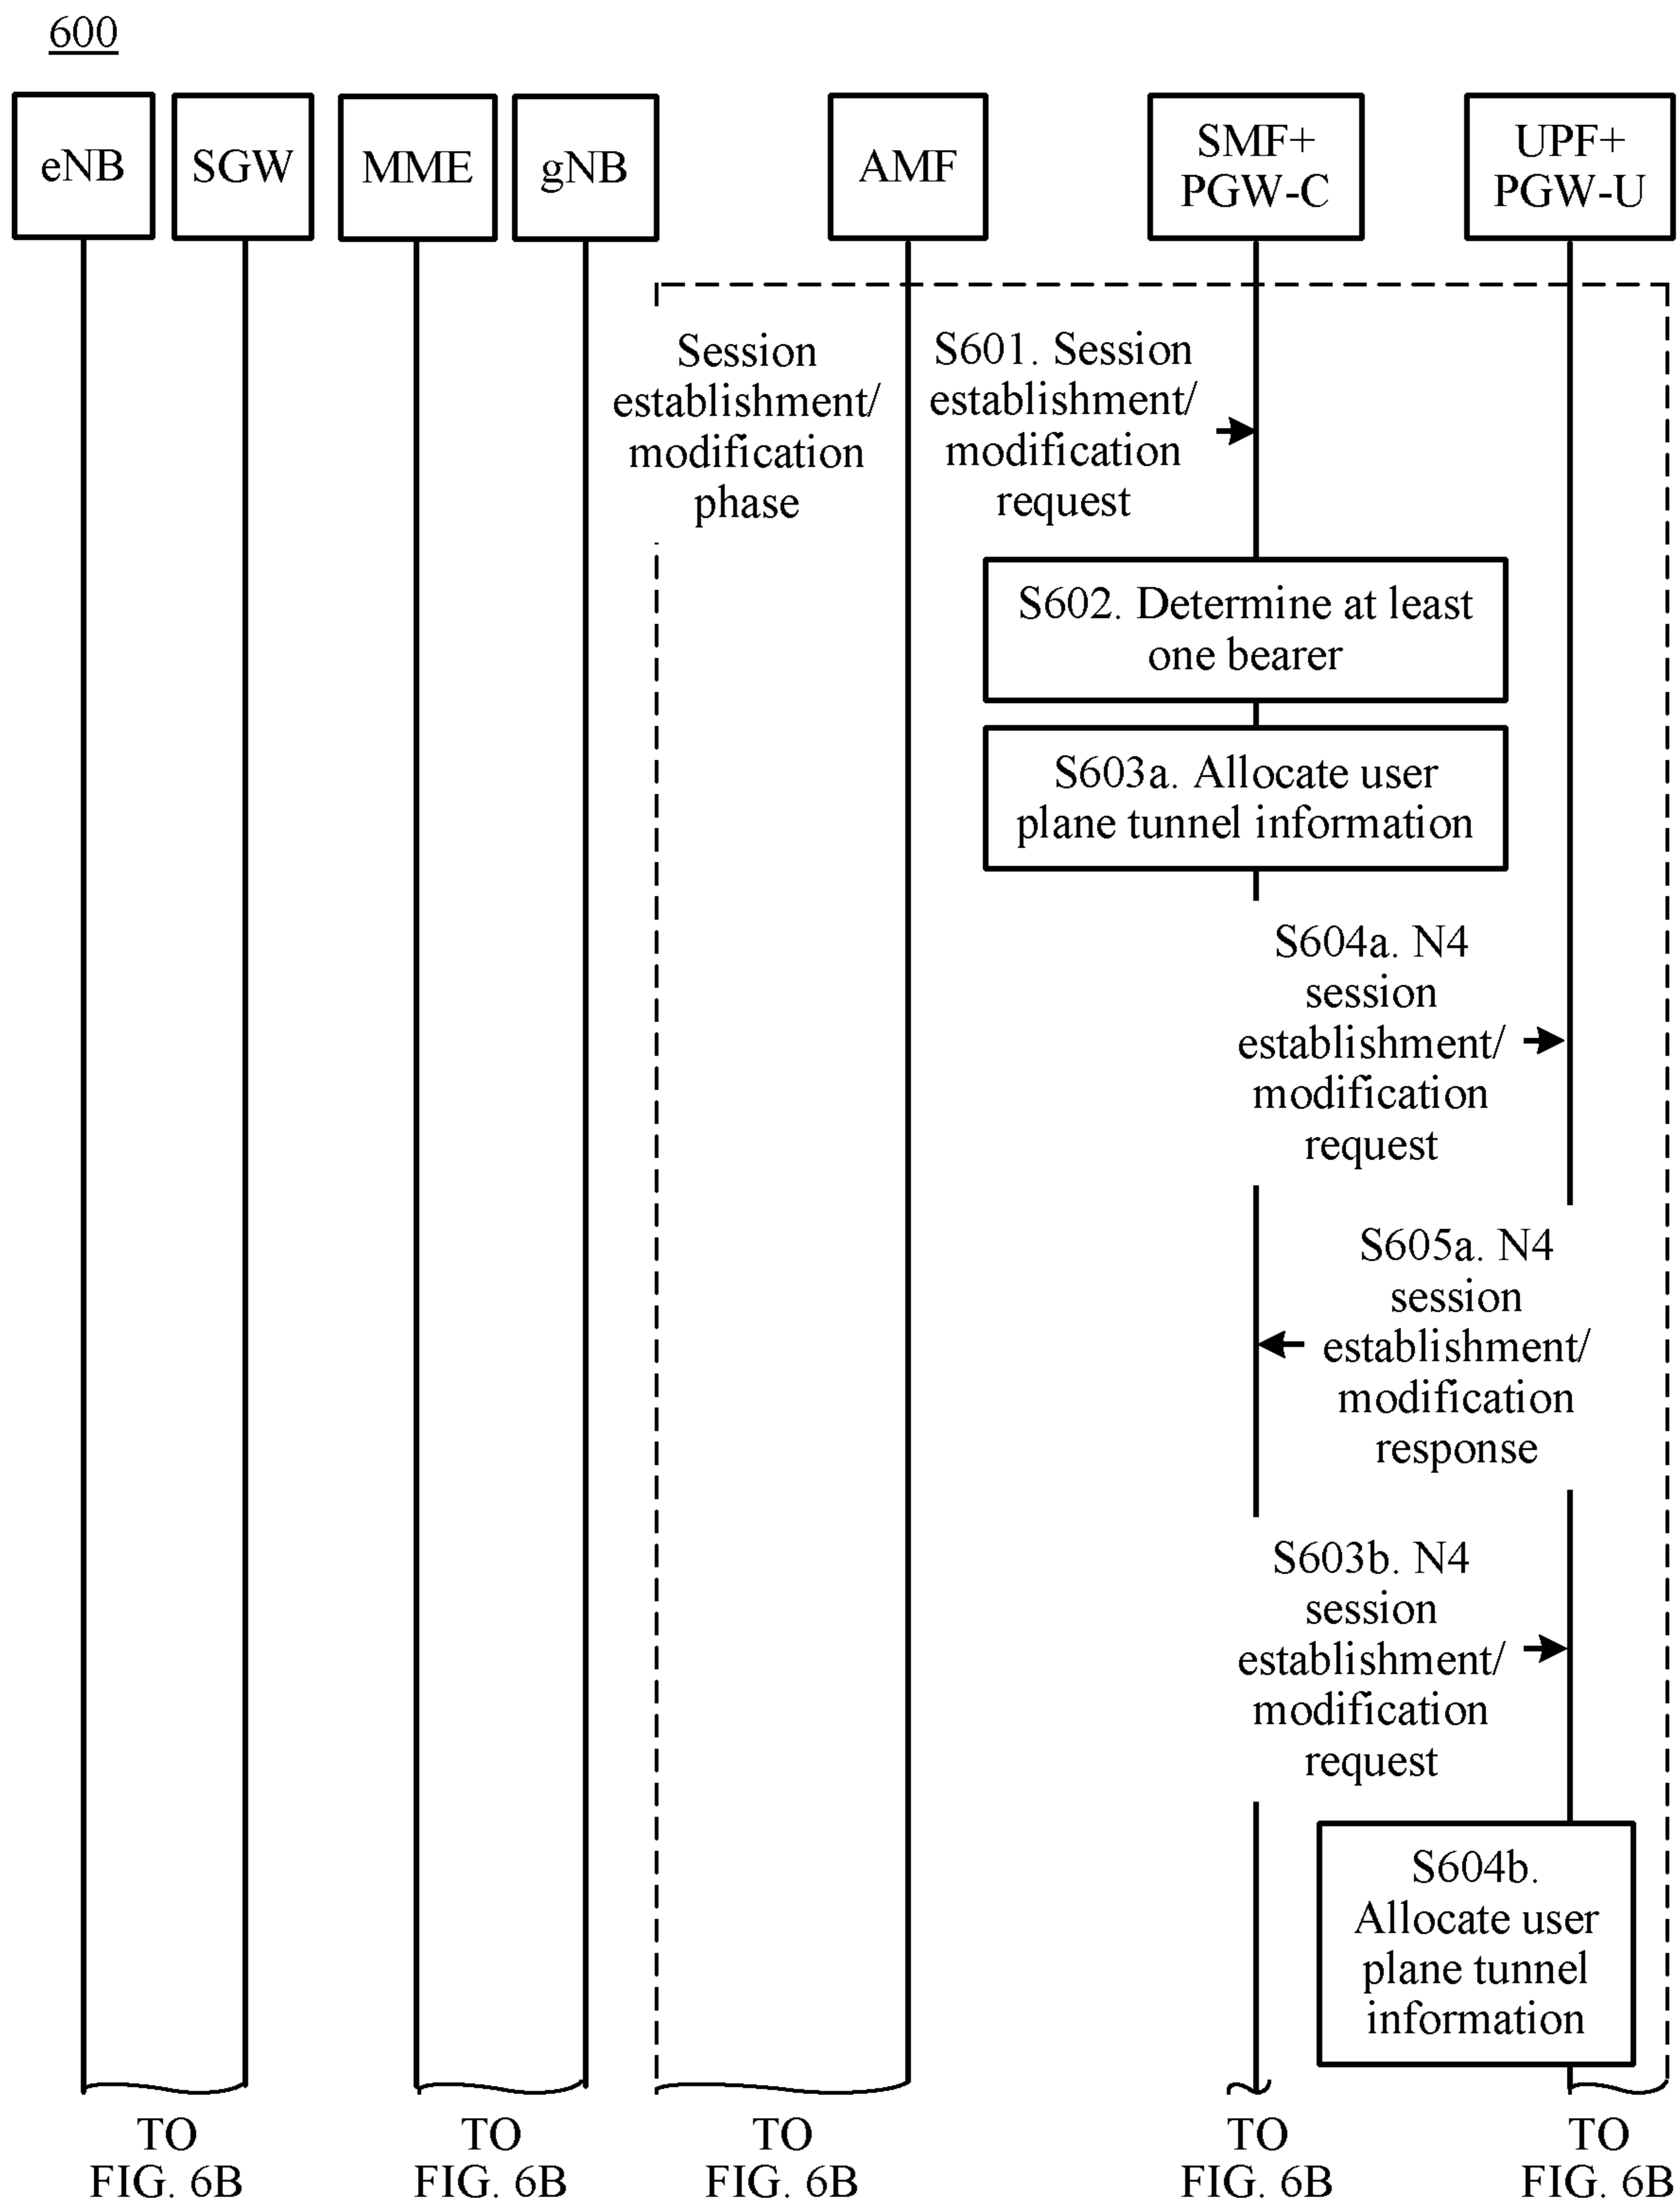 600
eNB
SGW
MME
gNB
AMF
SMF+
PGW-C
UPF+
PGW-U
Session
establishment/
modification
phase
S601. Session
establishment/
modification
request
S602. Determine at least
one bearer
S603a. Allocate user
plane tunnel information
S604a. N4
session
establishment/
modification
request
S605a. N4
session
establishment/
modification
response
S603b. N4
session
establishment/
modification
request
S604b.
Allocate user
plane tunnel
information
TO
FIG. 6B
TO
FIG. 6B
TO
FIG. 6B
TO
FIG. 6B
TO
FIG. 6B